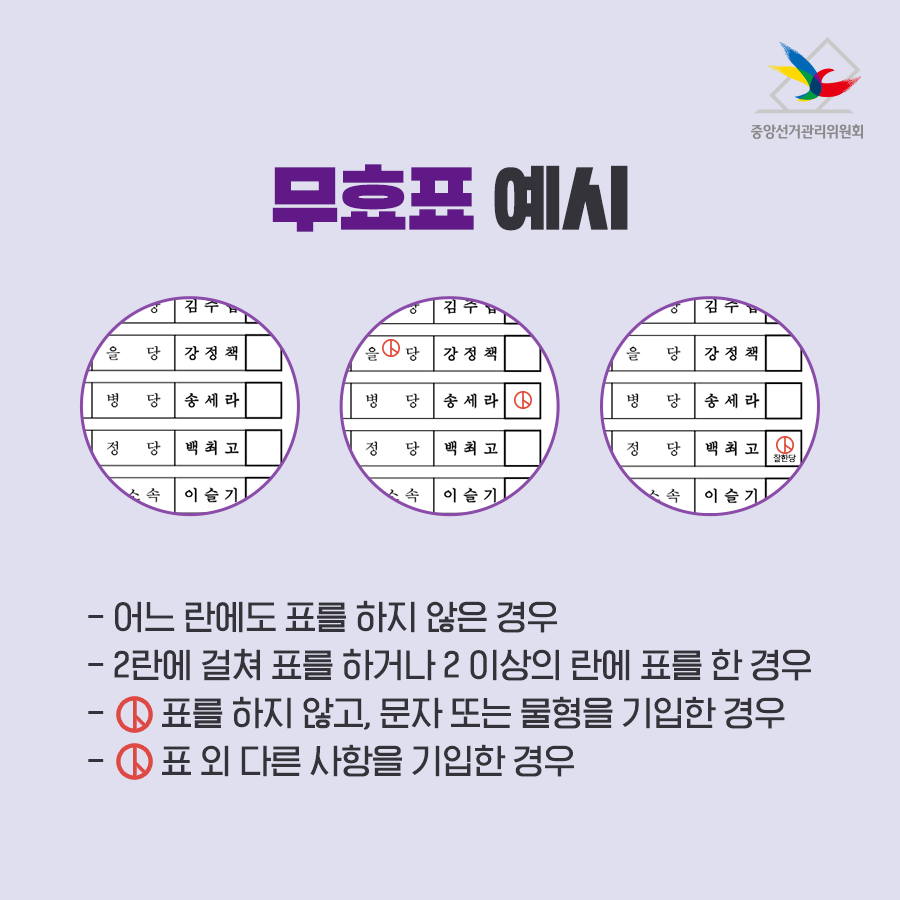 중앙선거관리위원회
무효표 예시
김수
을 당 강정책
병 당 송세라
정 당 백최고
소속 이슬기
당 김수
을 당 강정책
병 당 송세라
정 당 백최고
소속 이슬기
당 김수
을 당 강정책
병 당 송세라
정 당 백최고
잘한당
소속 이슬기
- 어느 란에도 표를 하지 않은 경우
- 2란에 걸쳐 표를 하거나 2 이상의 란에 표를 한 경우
- 표를 하지 않고, 문자 또는 물형을 기입한 경우
- 표 외 다른 사항을 기입한 경우